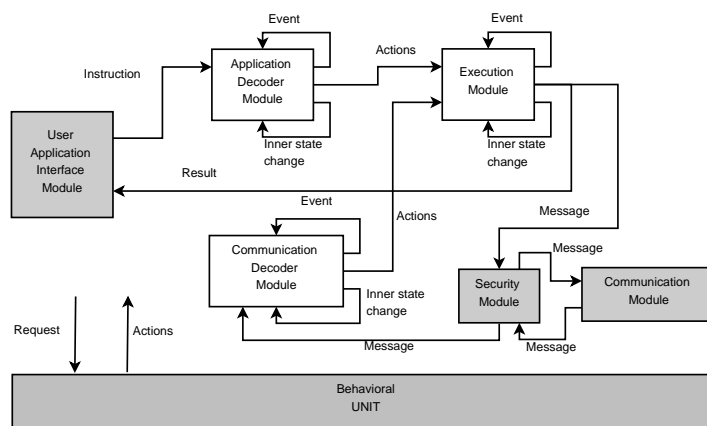 Event
Event
Application
Decoder
Module
Actions
Execution
Module
Instruction
User
Application
Interface
Module
Inner state
change
Inner state
change
Result
Event
Actions
Message
Communication
Decoder
Module
Message
Security
Module
Communication
Module
Inner state
change
Request
Actions
Message
Message
Behavioral
UNIT